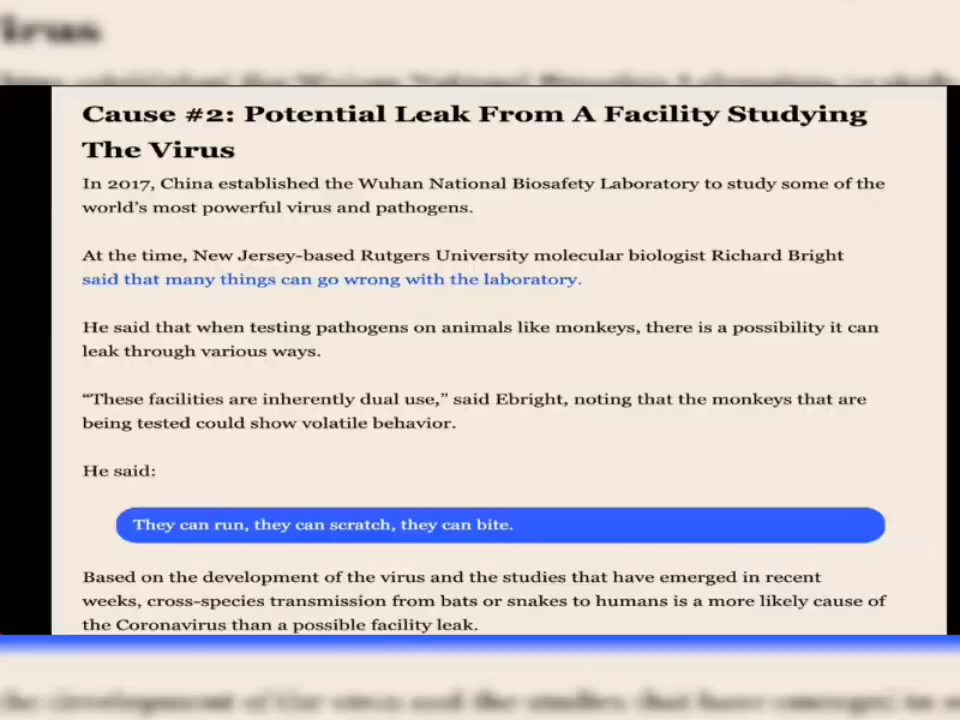 irus
Cause #2: Potential Leak From A Facility Studying
The Virus
In 2017, China established the Wuhan National Biosafety Laboratory to study some of the
world's most powerful virus and pathogens.
At the time, New Jersey-based Rutgers University molecular biologist Richard Bright
said that many things can go wrong with the laboratory.
He said that when testing pathogens on animals like monkeys, there is a possibility it can
leak through various ways.
“These facilities are inherently dual use,” said Ebright, noting that the monkeys that are
being tested could show volatile behavior.
He said:
They can run, they can scratch, they can bite.
Based on the development of the virus and the studies that have emerged in recent
weeks, cross-species transmission from bats or snakes to humans is a more likely cause of
the Coronavirus than a possible facility leak.